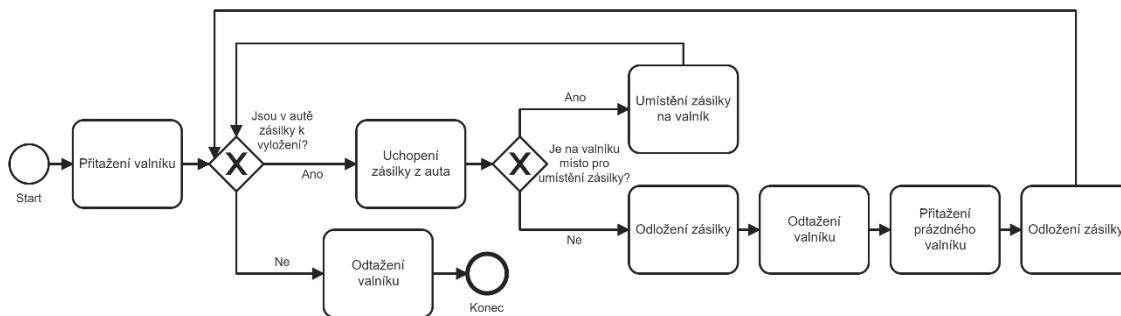 Start
Přitažení valníku
Jsou v autě
zásilky k
vyložení?
Ano
Ne
Odtažení
valníku
Konec
Uchopení
zásilky z auta
Je na valníku
místo pro
umístění zásilky?
Ano
Umístění zásilky
na valník
Ne
Odložení zásilky
Odtažení
valníku
Přitažení
prázdného
valníku
Odložení zásilky